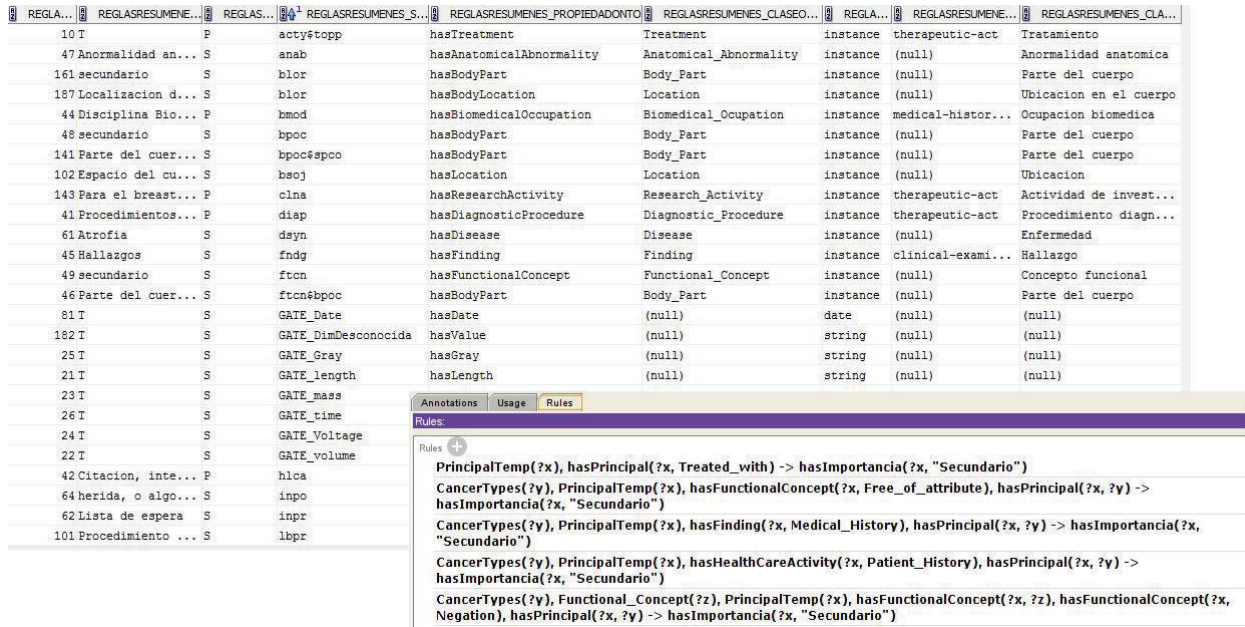 REGLA... REGLASRESUMENE... REGLAS... REGLASRESUMENES_S... REGLASRESUMENES_PROPIEDADONTO REGLASRESUMENES_CLASEO... REGLA... REGLASRESUMENE... REGLASRESUMENES_CLA...
10 T P acty$topp hasTreatment Treatment instance therapeutic-act Tratamiento
47 Anormalidad an... S anab hasAnatomicalAbnormality Anatomical_Abnormality instance (null) Anormalidad anatomica
161 secundario S blor hasBodyPart Body_Part instance (null) Parte del cuerpo
187 Localizacion d... S blor hasBodyLocation Location instance (null) Ubicacion en el cuerpo
44 Disciplina Bio... P bmod hasBiomedicalOccupation Biomedical_Ocupation instance medical-histor... Ocupacion biomedica
48 secundario S bpoc hasBodyPart Body_Part instance (null) Parte del cuerpo
141 Parte del cuer... S bpoc$spco hasBodyPart Body_Part instance (null) Parte del cuerpo
102 Espacio del cu... S bsoj hasLocation Location instance (null) Ubicacion
143 Para el breast... P clna hasResearchActivity Research_Activity instance therapeutic-act Actividad de invest...
41 Procedimientos... P diap hasDiagnosticProcedure Diagnostic_Procedure instance therapeutic-act Procedimiento diagn...
61 Atrofia S dsyn hasDisease Disease instance (null) Enfermedad
45 Hallazgos S fndg hasFinding Finding instance clinical-exami... Hallazgo
49 secundario S ftcn hasFunctionalConcept Functional_Concept instance (null) Concepto funcional
46 Parte del cuer... S ftcn$bpoc hasBodyPart Body_Part instance (null) Parte del cuerpo
81 T S GATE_Date hasDate (null) date (null) (null)
182 T S GATE_DimDesconocida hasValue (null) string (null) (null)
25 T S GATE_Gray hasGray (null) string (null) (null)
21 T S GATE_length hasLength (null) string (null) (null)
23 T S GATE_mass
26 T S GATE_time
24 T S GATE_Voltage
22 T S GATE_volume
42 Citacion, inte... P hlca
64 herida, o algo... S inpo
62 Lista de espera S inpr
101 Procedimiento ... S lbpr
Annotations Usage Rules
Rules:
Rules
PrincipalTemp(?x), hasPrincipal(?x, Treated_with) -> hasImportancia(?x, "Secundario")
CancerTypes(?y), PrincipalTemp(?x), hasFunctionalConcept(?x, Free_of_attribute), hasPrincipal(?x, ?y) ->
hasImportancia(?x, "Secundario")
CancerTypes(?y), PrincipalTemp(?x), hasFinding(?x, Medical_History), hasPrincipal(?x, ?y) -> hasImportancia(?x,
"Secundario")
CancerTypes(?y), PrincipalTemp(?x), hasHealthCareActivity(?x, Patient_History), hasPrincipal(?x, ?y) ->
hasImportancia(?x, "Secundario")
CancerTypes(?y), Functional_Concept(?z), PrincipalTemp(?x), hasFunctionalConcept(?x, ?z), hasFunctionalConcept(?x,
Negation), hasPrincipal(?x, ?y) -> hasImportancia(?x, "Secundario")